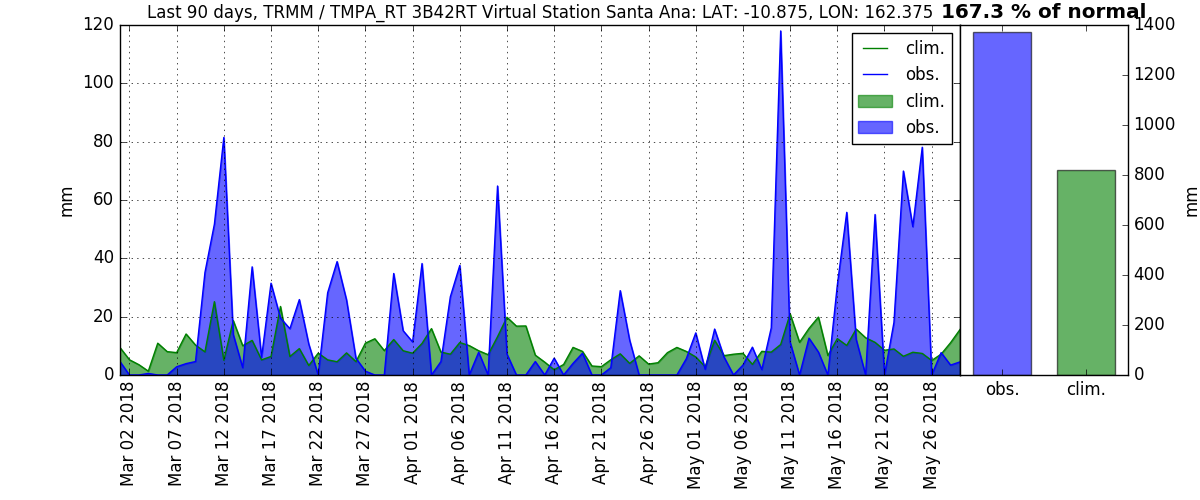 Last 90 days, TRMM / TMPA_RT 3B42RT Virtual Station Santa Ana: LAT: -10.875, LON: 162.375 167.3 % of normal
120
100
80
60
40
20
0
mm
clim.
obs.
clim.
obs.
1400
1200
1000
800
600
400
200
0
mm
obs.
clim.
Mar 02 2018
Mar 07 2018
Mar 12 2018
Mar 17 2018
Mar 22 2018
Mar 27 2018
Apr 01 2018
Apr 06 2018
Apr 11 2018
Apr 16 2018
Apr 21 2018
Apr 26 2018
May 01 2018
May 06 2018
May 11 2018
May 16 2018
May 21 2018
May 26 2018